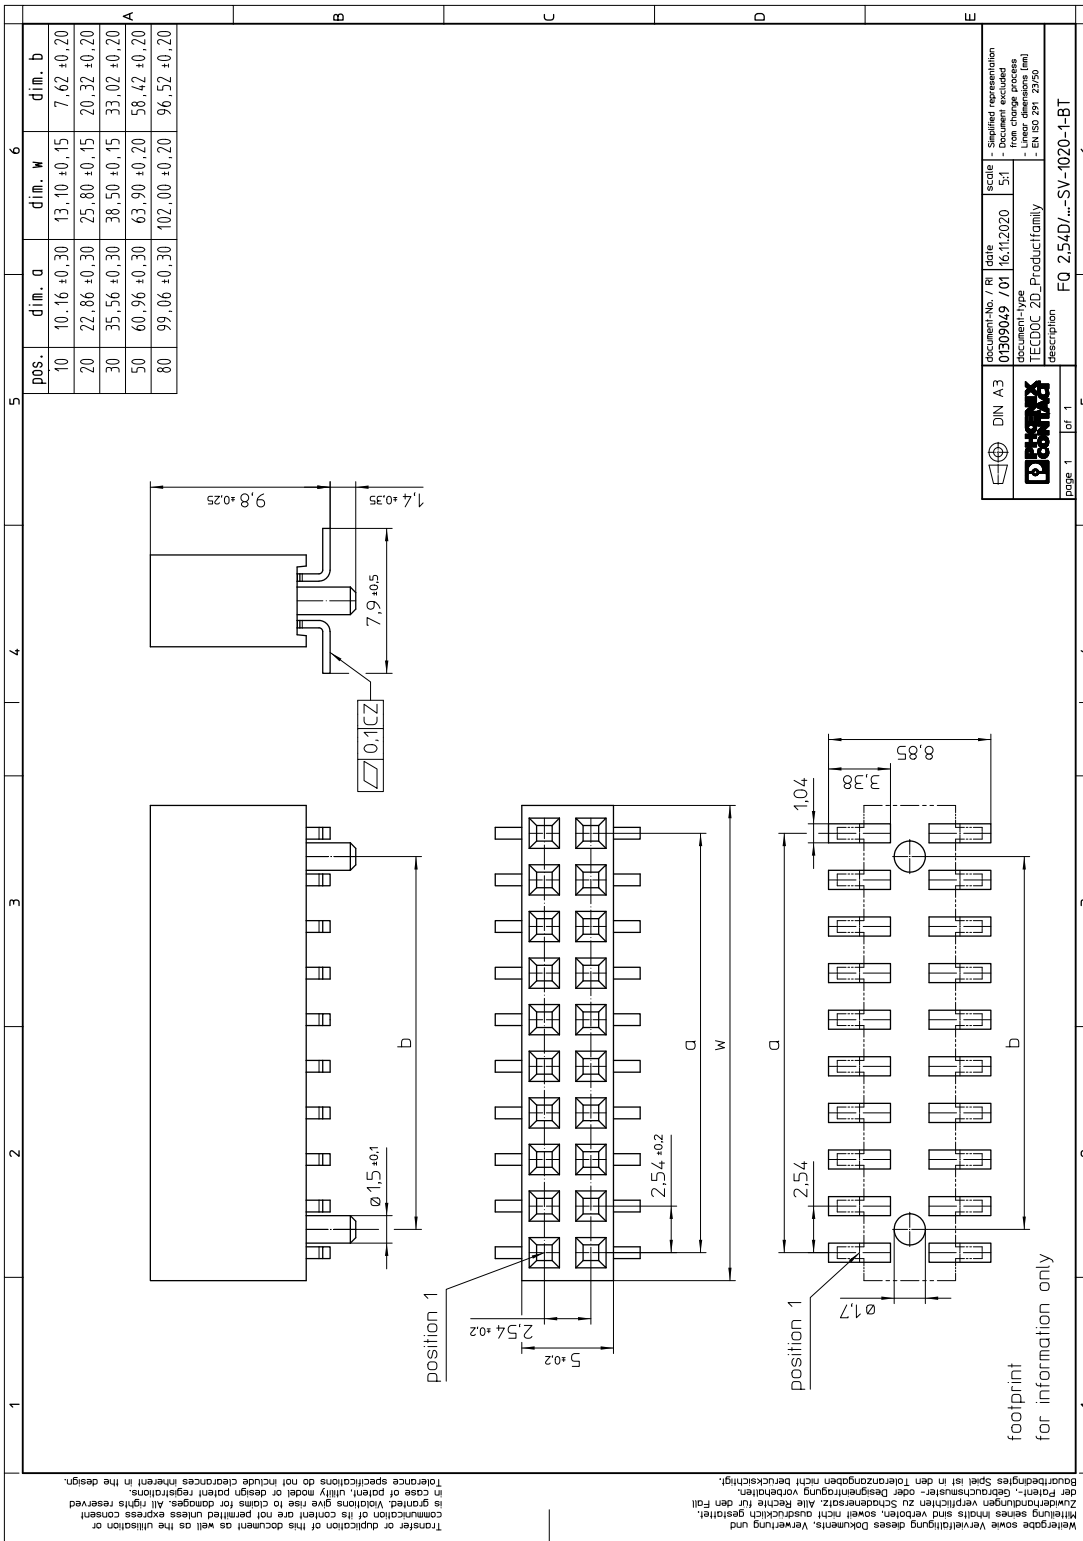 1 2 3 4 5 6
A
B
C
D
E
pos. dim. a dim. w dim. b
10 10.16 ±0,30 13,10 ±0,15 7,62 ±0,20
20 22,86 ±0,30 25,80 ±0,15 20,32 ±0,20
30 35,56 ±0,30 38,50 ±0,15 33,02 ±0,20
50 60,96 ±0,30 63,90 ±0,20 58,42 ±0,20
80 99,06 ±0,30 102,00 ±0,20 96,52 ±0,20
9,8 ±0,25
1,4 ±0,35
7,9 ±0,5
0,1 CZ
b
Ø1,5 ±0,1
position 1
2,54 ±0,2
5 ±0,2
2,54 ±0,2
a
w
position 1
Ø1,7
2,54
a
b
1,04
3,38
8,85
footprint
for information only
DIN A3
PHOENIX
CONTACT
page 1 of 1
document-No. / RI
01309049 / 01
date
16.11.2020
scale
5:1
- Simplified representation
- Document excluded
from change process
- Linear dimensions [mm]
- EN ISO 291 23/50
document-type
TECDOC 2D_Productfamily
description
FQ 2,54D/...-SV-1020-1-BT
Transfer or duplication of this document as well as the utilisation or
communication of its content are not permitted unless express consent
is granted. Violations give rise to claims for damages. All rights reserved
in case of patent, utility model or design patent registrations.
Tolerance specifications do not include clearances inherent in the design.
Weitergabe sowie Vervielfältigung dieses Dokuments, Verwertung und
Mitteilung seines Inhalts sind verboten, soweit nicht ausdrücklich gestattet.
Zuwiderhandlungen verpflichten zu Schadenersatz. Alle Rechte für den Fall
der Patent-, Gebrauchsmuster- oder Designeintragung vorbehalten.
Bauartbedingtes Spiel ist in den Toleranzangaben nicht berücksichtigt.